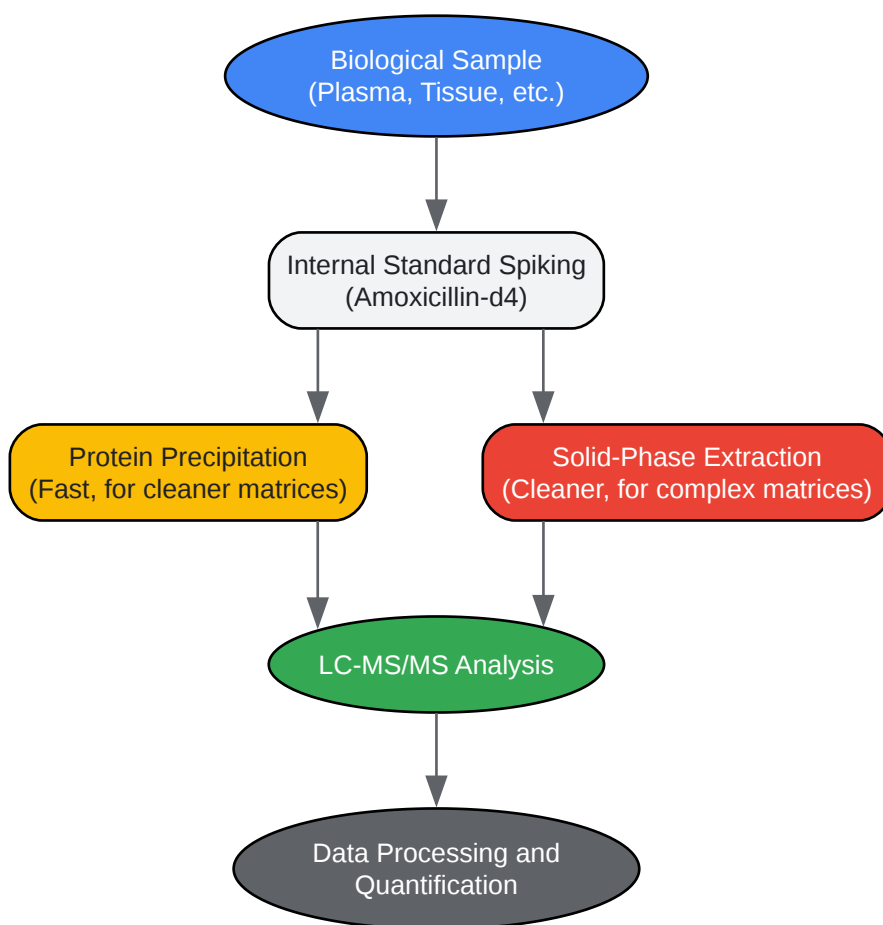 Biological Sample
(Plasma, Tissue, etc.)
Internal Standard Spiking
(Amoxicillin-d4)
Protein Precipitation
(Fast, for cleaner matrices)
Solid-Phase Extraction
(Cleaner, for complex matrices)
LC-MS/MS Analysis
Data Processing and
Quantification